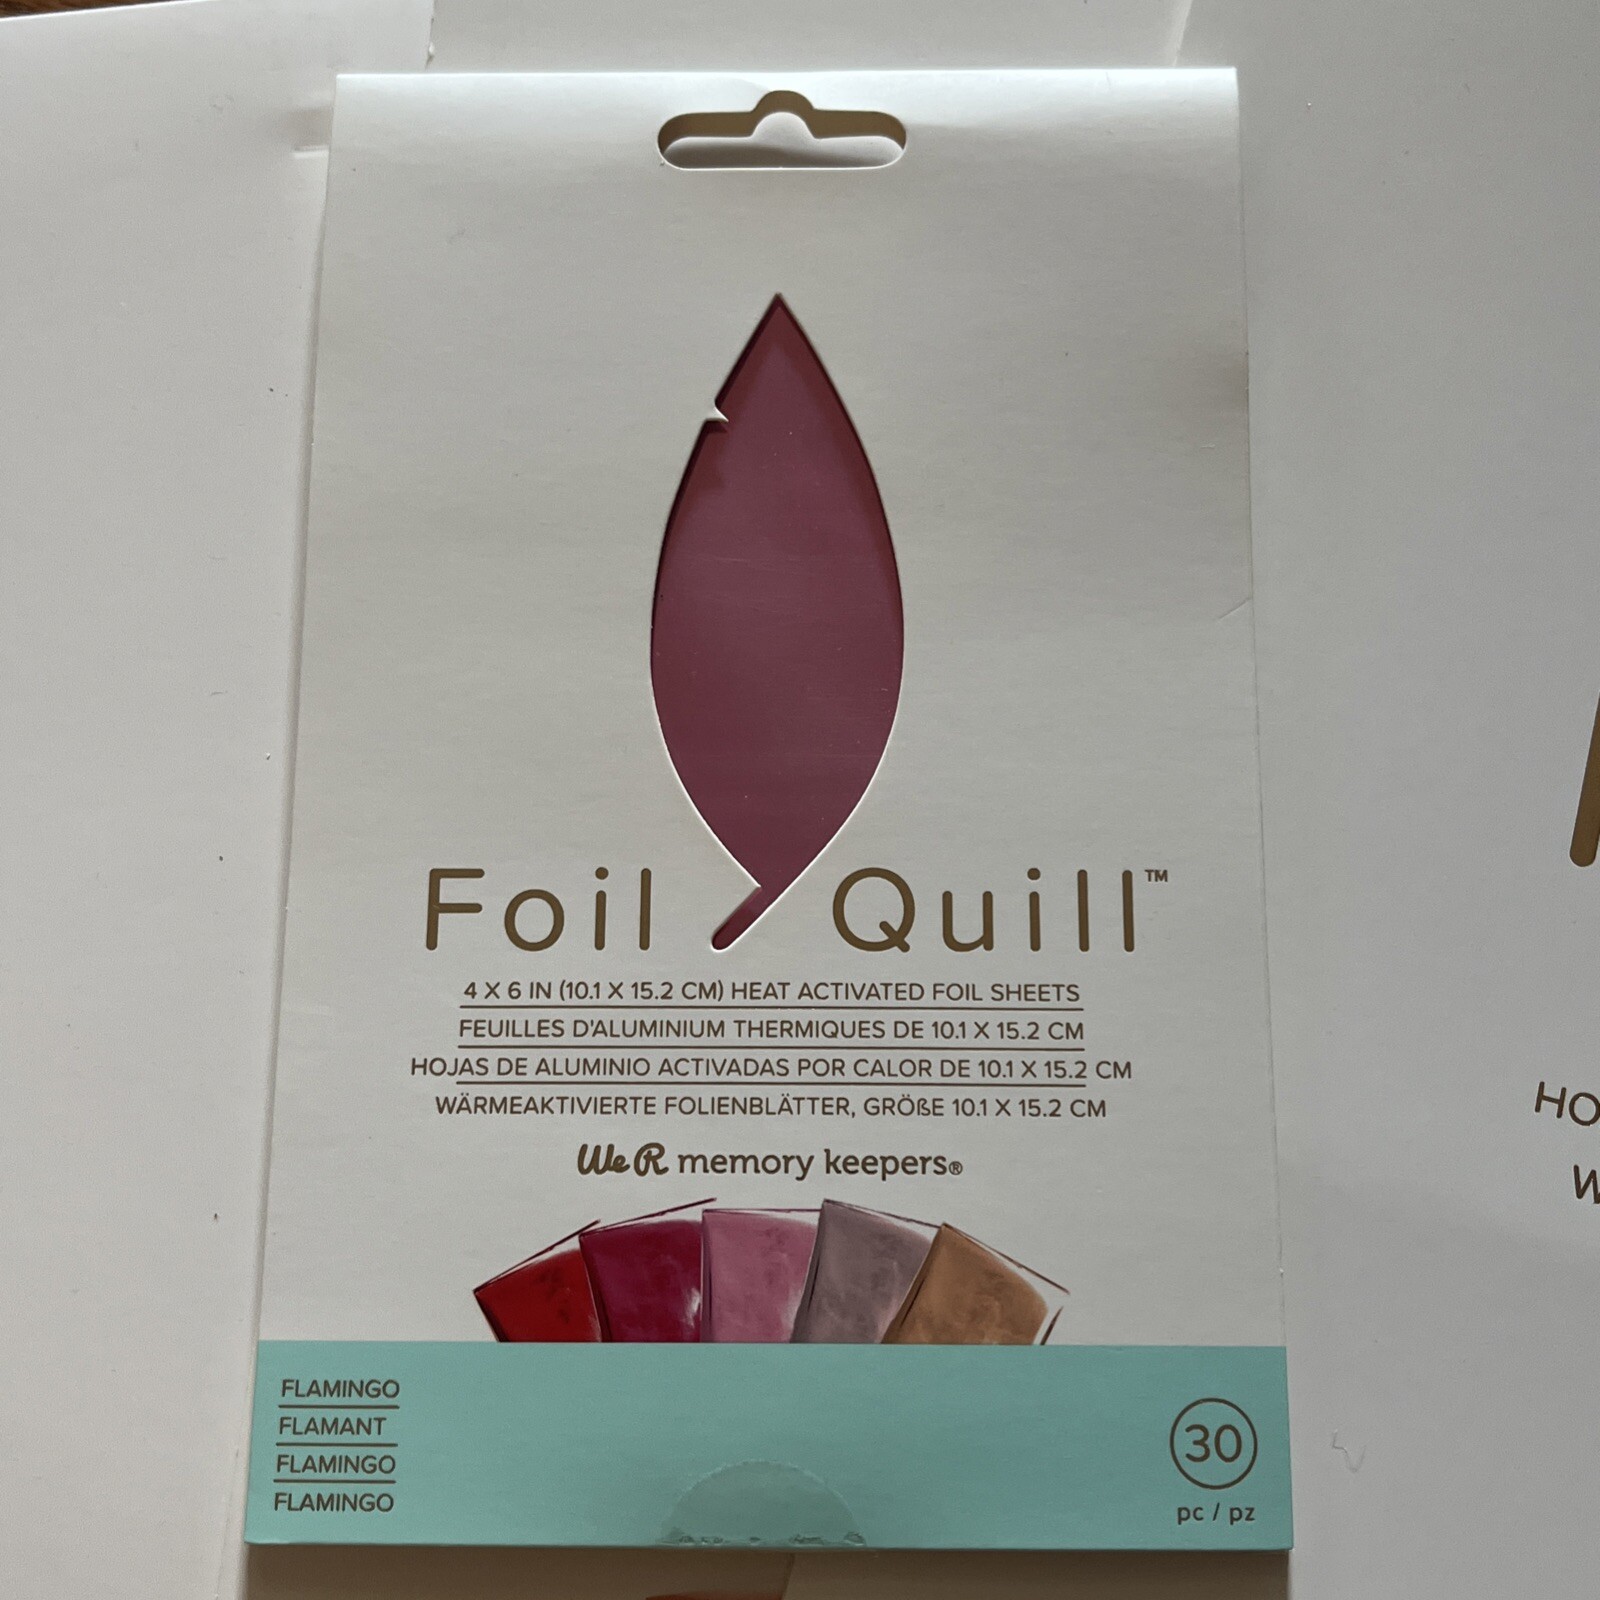 Foil Quill™
4 X 6 IN (10.1 X 15.2 CM) HEAT ACTIVATED FOIL SHEETS
FEUILLES D'ALUMINIUM THERMIQUES DE 10.1 X 15.2 CM
HOJAS DE ALUMINIO ACTIVADAS POR CALOR DE 10.1 X 15.2 CM
WÄRMEAKTIVIERTE FOLIENBLÄTTER, GRÖßE 10.1 X 15.2 CM
We R memory keepers®
FLAMINGO
FLAMANT
FLAMINGO
FLAMINGO
30
pc / pz
HO
W